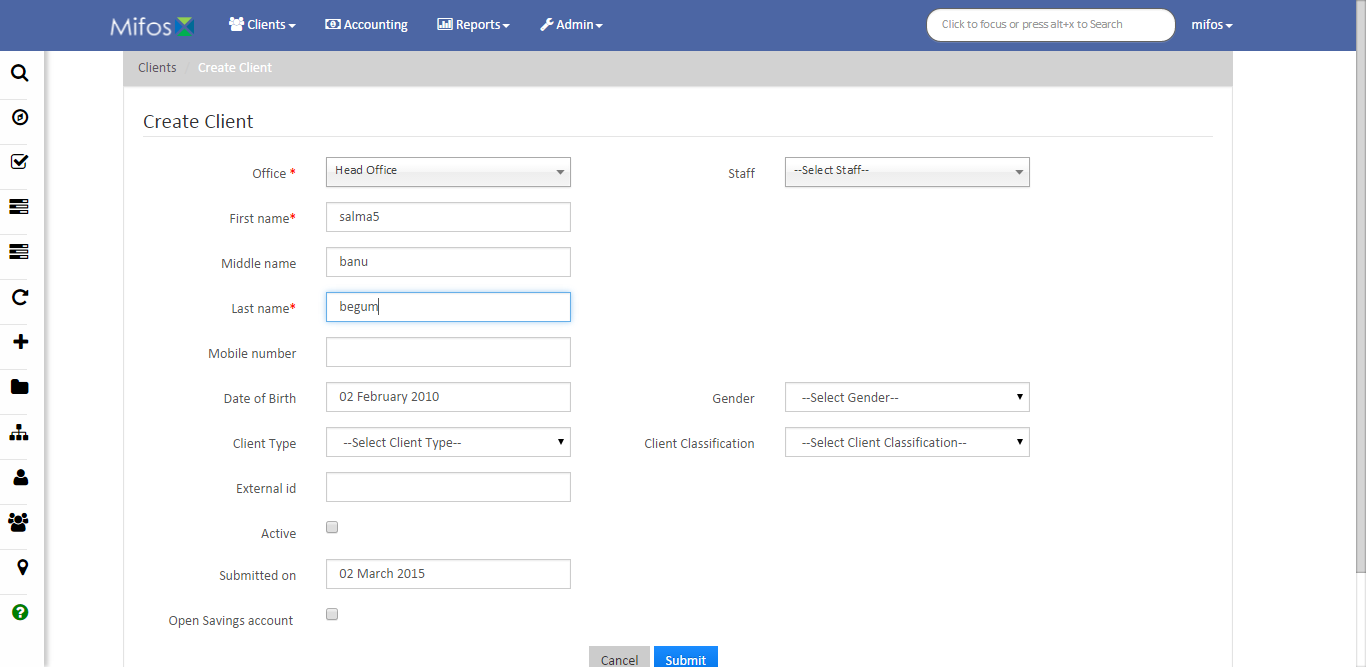 Mifos Clients Accounting Reports Admin Click to focus or press alt+x to Search mifos
Clients / Create Client
Create Client
Office * Head Office Staff --Select Staff--
First name* salma5
Middle name banu
Last name* begum
Mobile number
Date of Birth 02 February 2010 Gender --Select Gender--
Client Type --Select Client Type-- Client Classification --Select Client Classification--
External id
Active
Submitted on 02 March 2015
Open Savings account
Cancel Submit